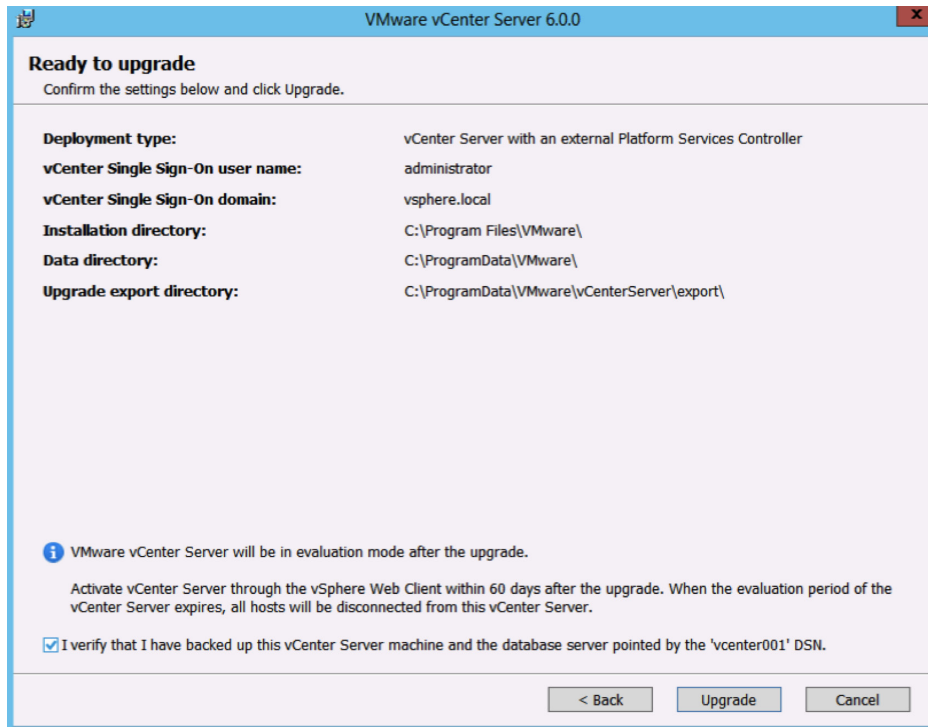 VMware vCenter Server 6.0.0
x
Ready to upgrade
Confirm the settings below and click Upgrade.
Deployment type: vCenter Server with an external Platform Services Controller
vCenter Single Sign-On user name: administrator
vCenter Single Sign-On domain: vsphere.local
Installation directory: C:\Program Files\VMware\
Data directory: C:\ProgramData\VMware\
Upgrade export directory: C:\ProgramData\VMware\vCenterServer\export\
VMware vCenter Server will be in evaluation mode after the upgrade.
Activate vCenter Server through the vSphere Web Client within 60 days after the upgrade. When the evaluation period of the
vCenter Server expires, all hosts will be disconnected from this vCenter Server.
I verify that I have backed up this vCenter Server machine and the database server pointed by the 'vcenter001' DSN.
< Back Upgrade Cancel